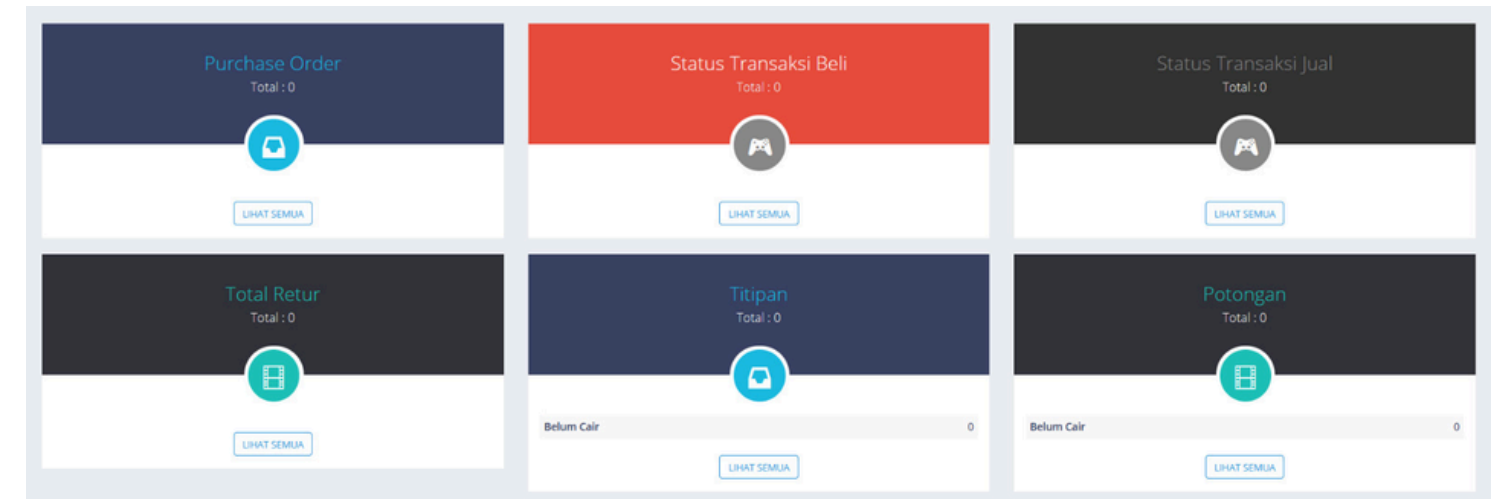 Purchase Order
Total : 0
LIHAT SEMUA
Status Transaksi Beli
Total : 0
LIHAT SEMUA
Status Transaksi Jual
Total : 0
LIHAT SEMUA
Total Retur
Total : 0
LIHAT SEMUA
Titipan
Total : 0
Belum Cair 0
LIHAT SEMUA
Potongan
Total : 0
Belum Cair 0
LIHAT SEMUA